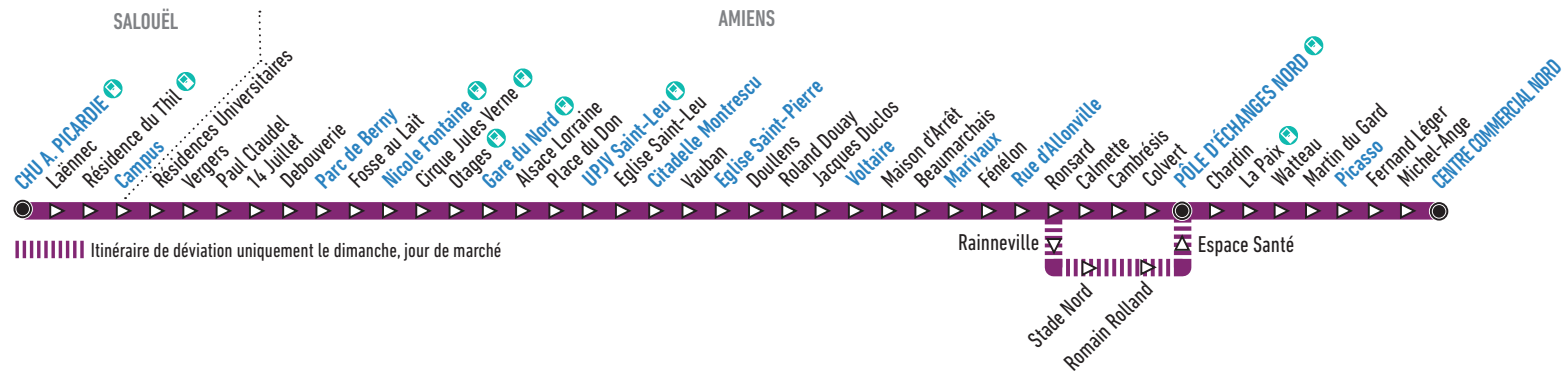 SALOUËL
AMIENS
CHU A. PICARDIE
Laënnec
Résidence du Thil
Campus
Résidences Universitaires
Vergers
Paul Claudel
14 Juillet
Debouverie
Parc de Berny
Fosse au Lait
Nicole Fontaine
Cirque Jules Verne
Otages
Gare du Nord
Alsace Lorraine
Place du Don
UPJV Saint-Leu
Eglise Saint-Leu
Citadelle Montrescu
Vauban
Eglise Saint-Pierre
Doullens
Roland Douay
Jacques Duclos
Voltaire
Maison d'Arrêt
Beaumarchais
Marivaux
Fénélon
Rue d'Allonville
Ronsard
Calmette
Cambrésis
Colvert
PÔLE D'ÉCHANGES NORD
Chardin
La Paix
Watteau
Martin du Gard
Picasso
Fernand Léger
Michel-Ange
CENTRE COMMERCIAL NORD
Itinéraire de déviation uniquement le dimanche, jour de marché
Rainneville
Espace Santé
Stade Nord
Romain Rolland